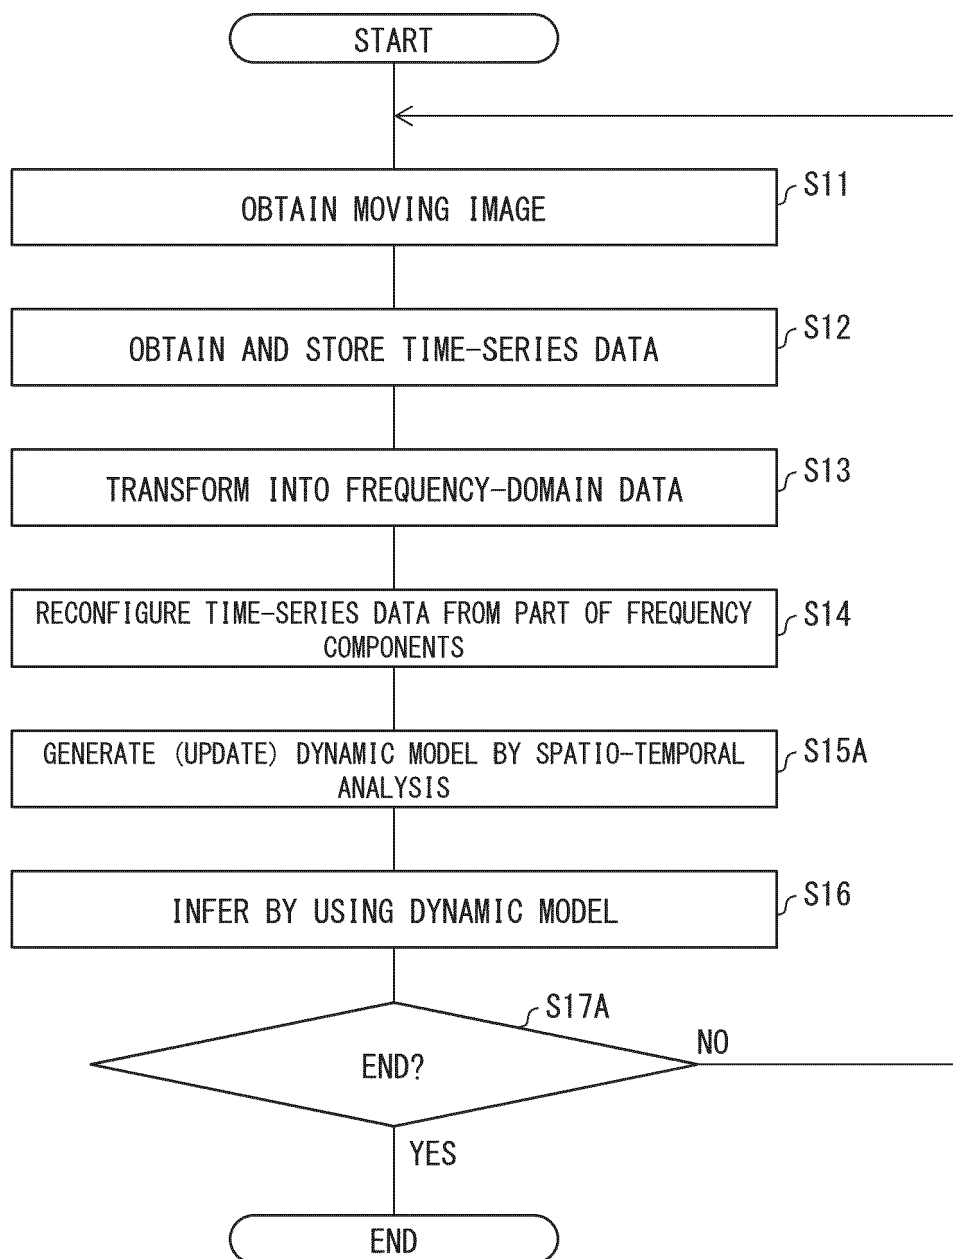 START
OBTAIN MOVING IMAGE
S11
OBTAIN AND STORE TIME-SERIES DATA
S12
TRANSFORM INTO FREQUENCY-DOMAIN DATA
S13
RECONFIGURE TIME-SERIES DATA FROM PART OF FREQUENCY
COMPONENTS
S14
GENERATE (UPDATE) DYNAMIC MODEL BY SPATIO-TEMPORAL
ANALYSIS
S15A
INFER BY USING DYNAMIC MODEL
S16
S17A
END?
NO
YES
END